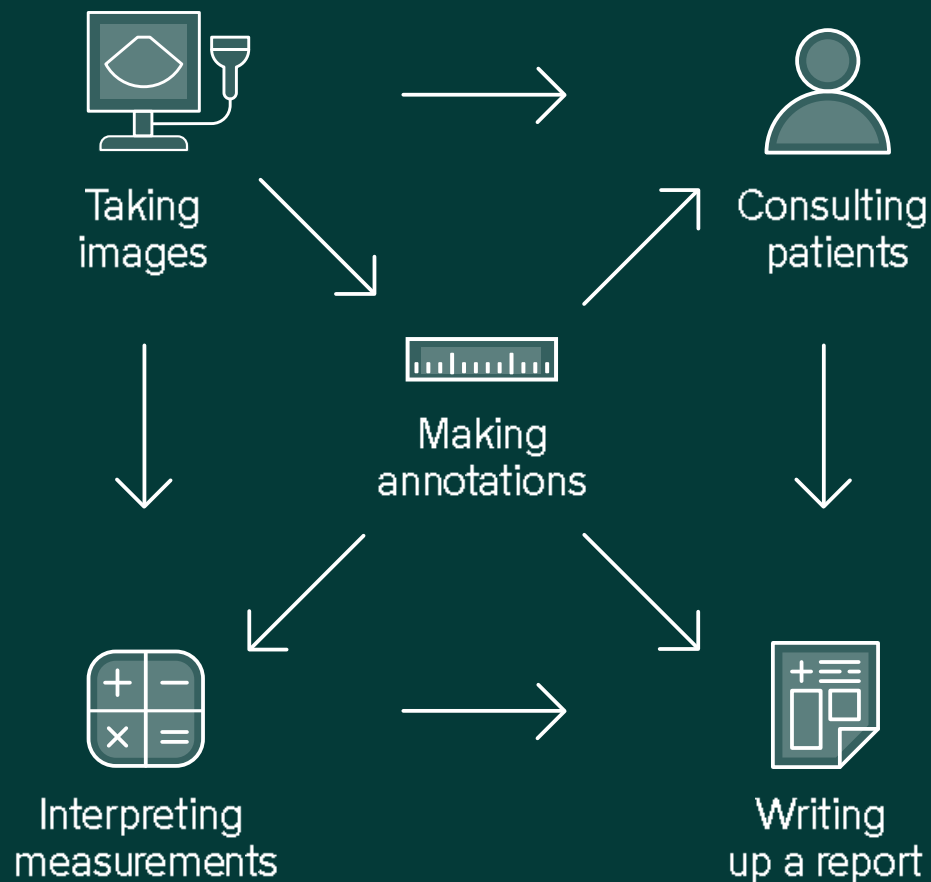 Taking
images
Consulting
patients
Making
annotations
Interpreting
measurements
Writing
up a report